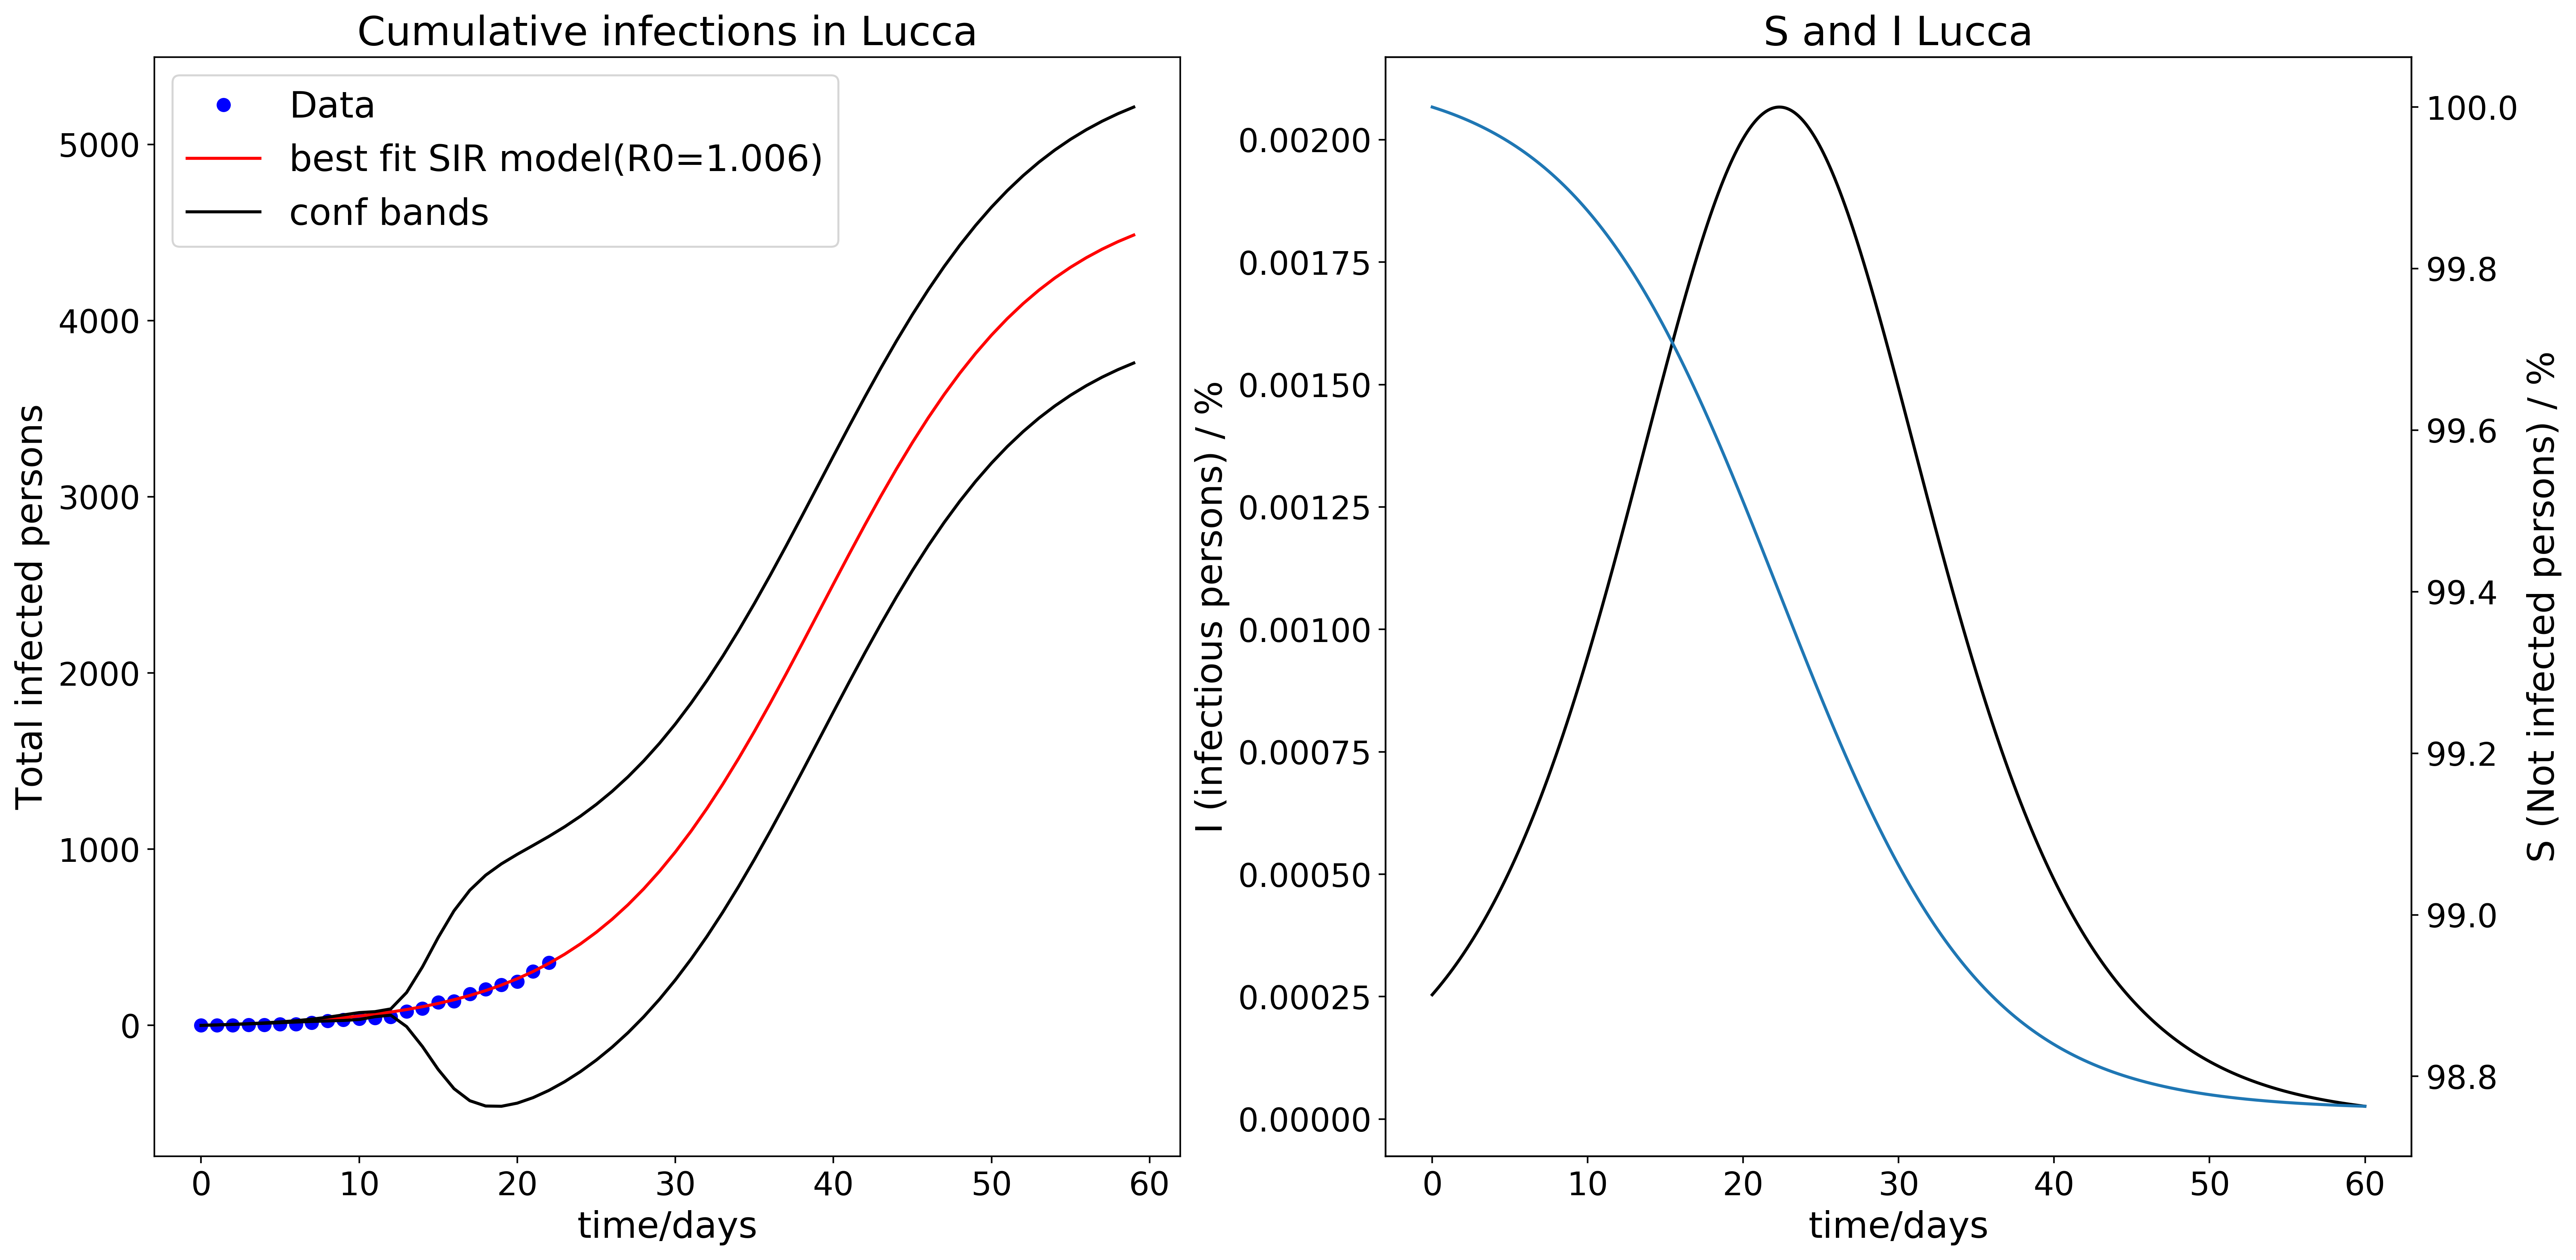 Cumulative infections in Lucca
Data
best fit SIR model(R0=1.006)
conf bands
5000
4000
3000
2000
1000
0
Total infected persons
0 10 20 30 40 50 60
time/days
S and I Lucca
0.00200
0.00175
0.00150
0.00125
0.00100
0.00075
0.00050
0.00025
0.00000
I (infectious persons) / %
100.0
99.8
99.6
99.4
99.2
99.0
98.8
S (Not infected persons) / %
0 10 20 30 40 50 60
time/days